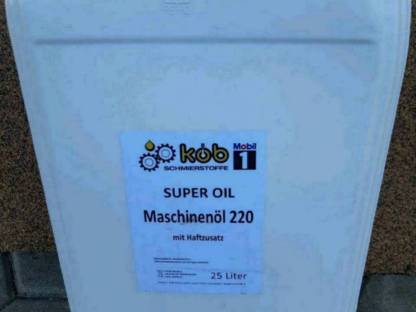 köb
Mobil
1
SCHMIERSTOFFE
SUPER OIL
Maschinenöl 220
mit Haftzusatz
25 Liter